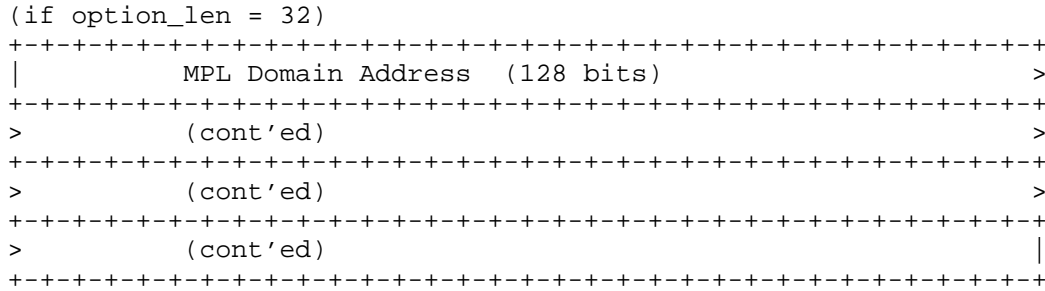 (if option_len = 32)
+-+-+-+-+-+-+-+-+-+-+-+-+-+-+-+-+-+-+-+-+-+-+-+-+-+-+-+-+-+-+-+-+
|          MPL Domain Address  (128 bits)                       >
+-+-+-+-+-+-+-+-+-+-+-+-+-+-+-+-+-+-+-+-+-+-+-+-+-+-+-+-+-+-+-+-+
>          (cont’ed)                                            >
+-+-+-+-+-+-+-+-+-+-+-+-+-+-+-+-+-+-+-+-+-+-+-+-+-+-+-+-+-+-+-+-+
>          (cont’ed)                                            >
+-+-+-+-+-+-+-+-+-+-+-+-+-+-+-+-+-+-+-+-+-+-+-+-+-+-+-+-+-+-+-+-+
>          (cont’ed)                                            |
+-+-+-+-+-+-+-+-+-+-+-+-+-+-+-+-+-+-+-+-+-+-+-+-+-+-+-+-+-+-+-+-+